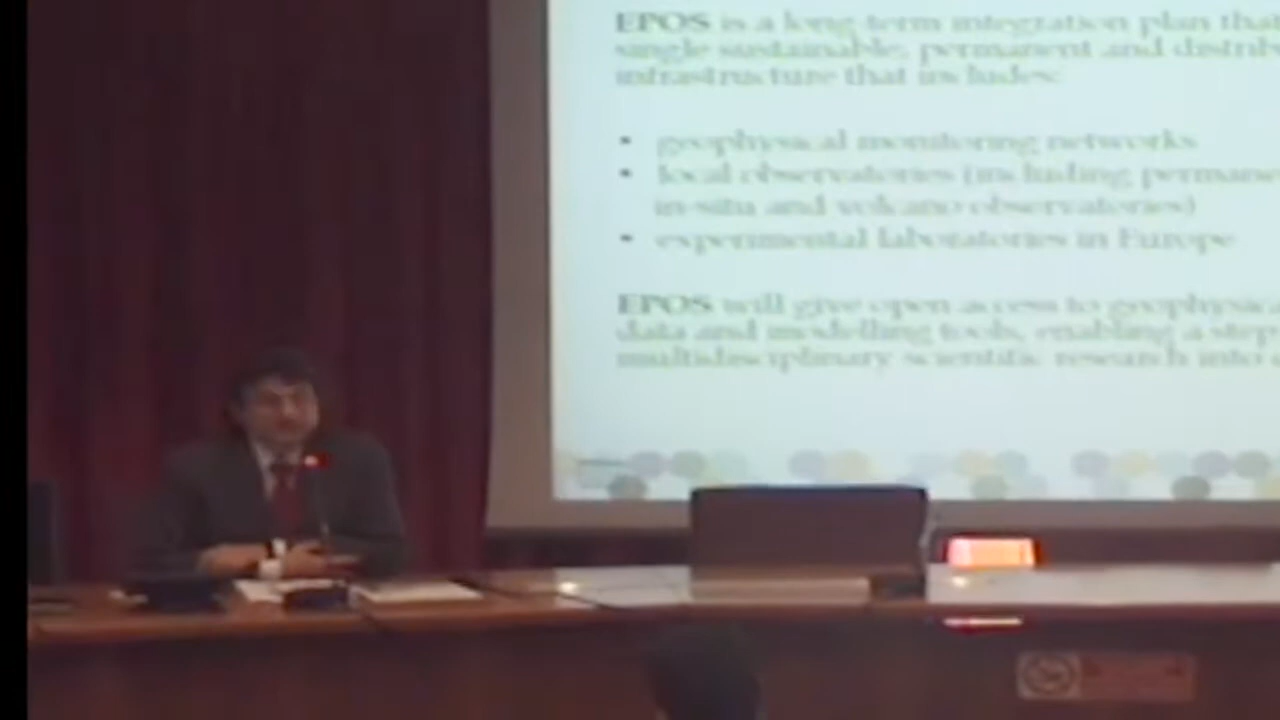 EPOS is a long-term integration plan that
single sustainable, permanent and distrib
infrastructure that includes:
• geophysical monitoring networks
• local observatories (including permane
in-situ and volcano observatories)
• experimental laboratories in Europe
EPOS will give open access to geophysica
data and modelling tools, enabling a step
multidisciplinary scientific research into